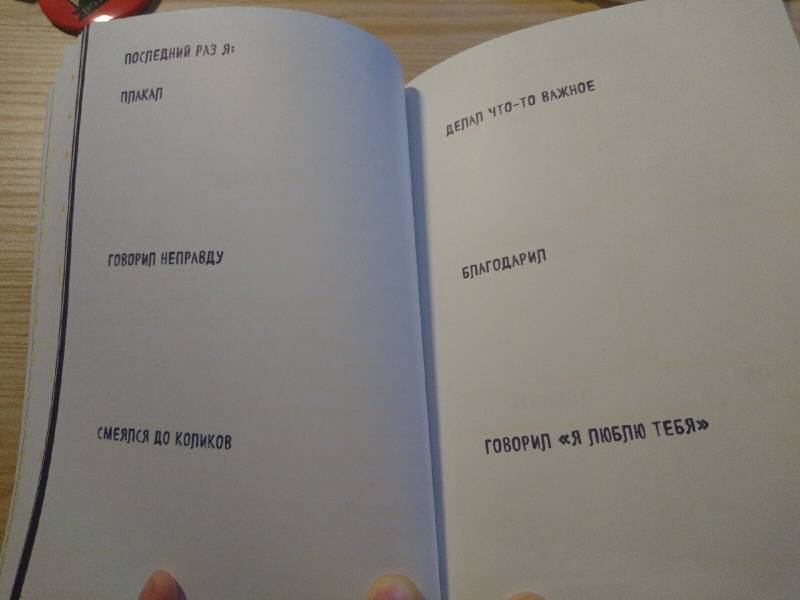 ПОСЛЕДНИЙ РАЗ Я:
ПЛАКАЛ
ГОВОРИЛ НЕПРАВДУ
СМЕЯЛСЯ ДО КОЛИКОВ
ДЕЛАЛ ЧТО-ТО ВАЖНОЕ
БЛАГОДАРИЛ
ГОВОРИЛ «Я ЛЮБЛЮ ТЕБЯ»